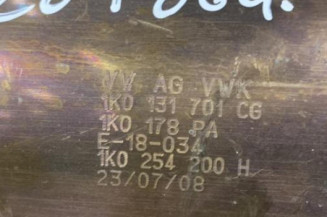 VW AG VWK
1K0 131 701 CG
1K0 178 PA
E-18-034
1K0 254 200 H
23/07/08